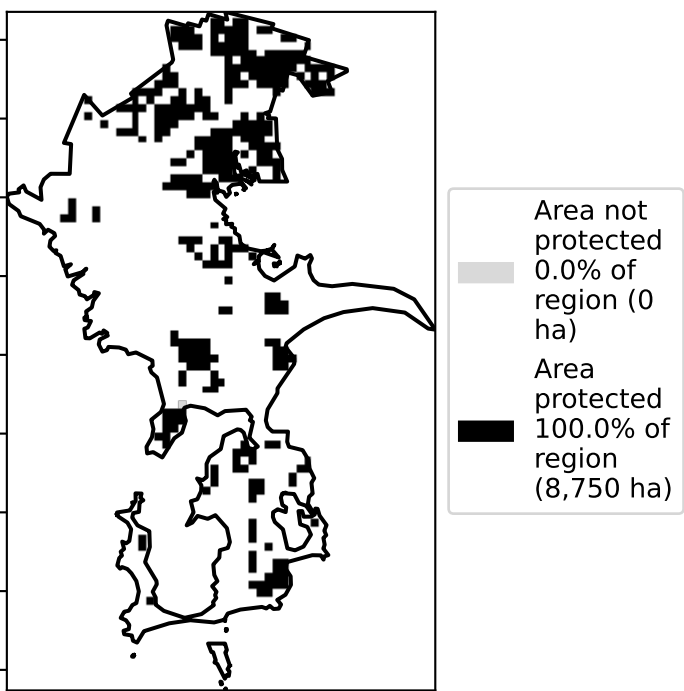 Area not
protected
0.0% of
region (0
ha)
Area
protected
100.0% of
region
(8,750 ha)